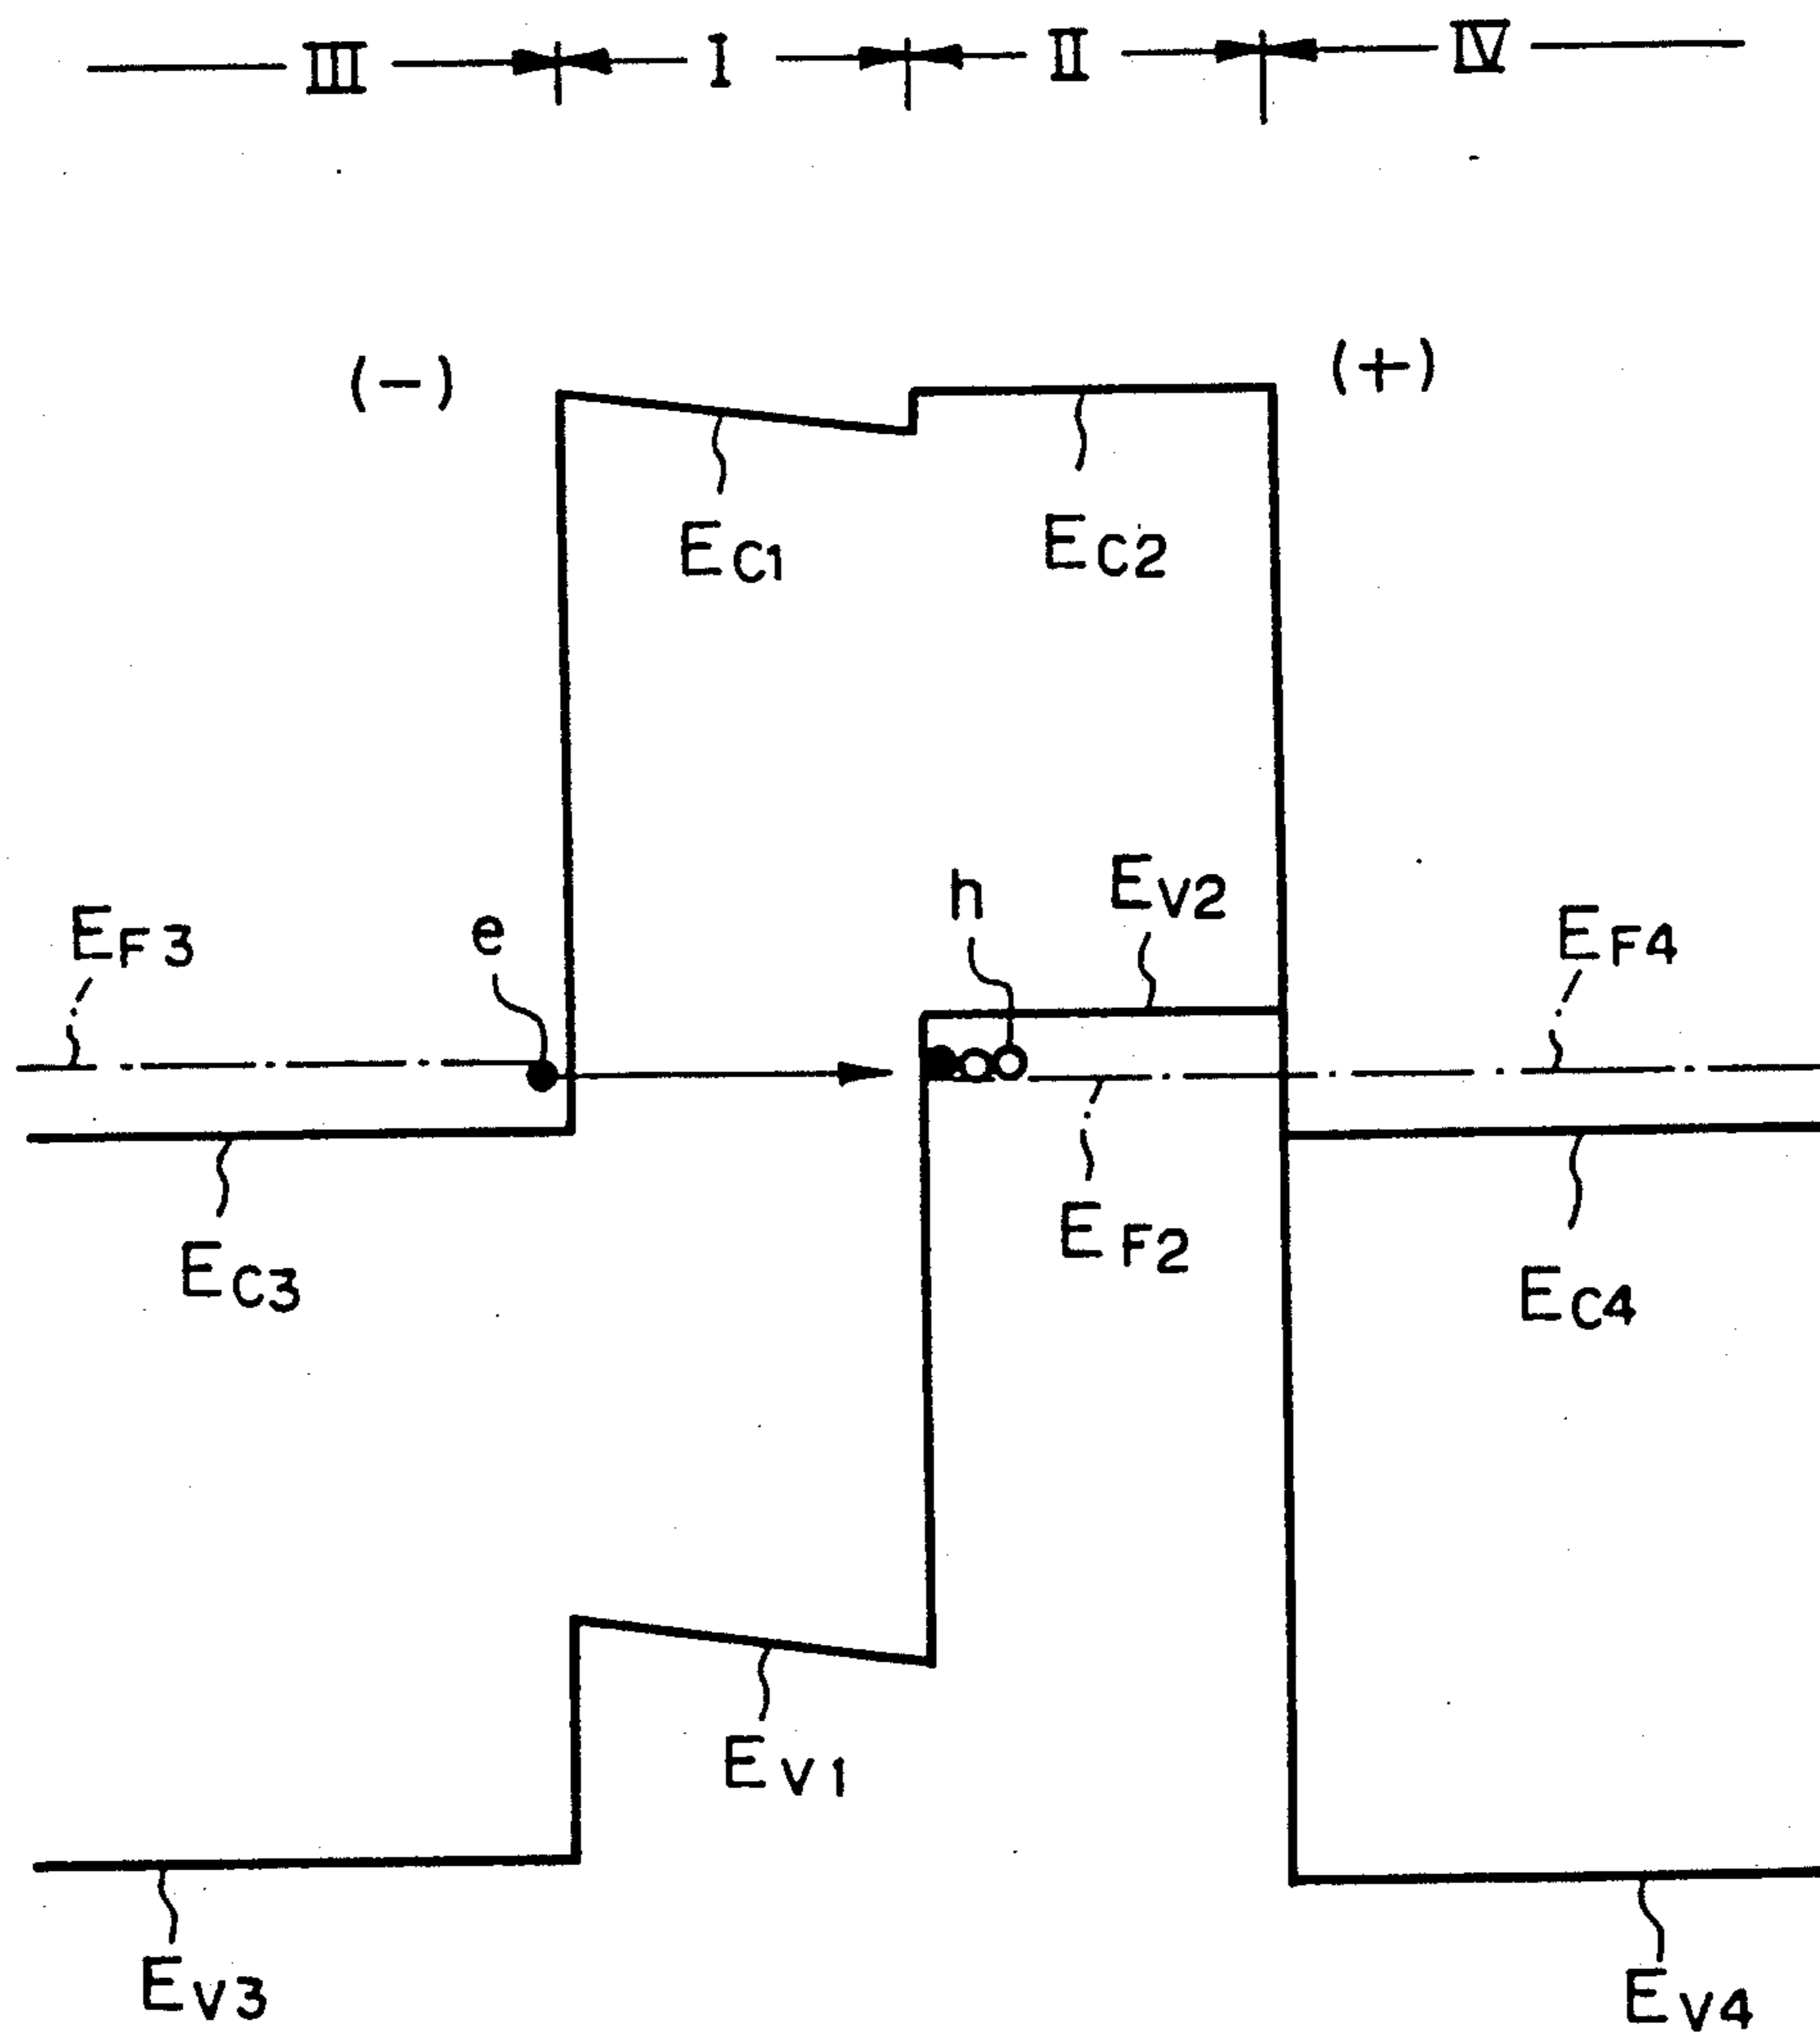 III I II IV
(-) (+)
EC1 EC2
h EV2
EF3 e EF4
EF2
EC3 EC4
EV1
EV3 EV4